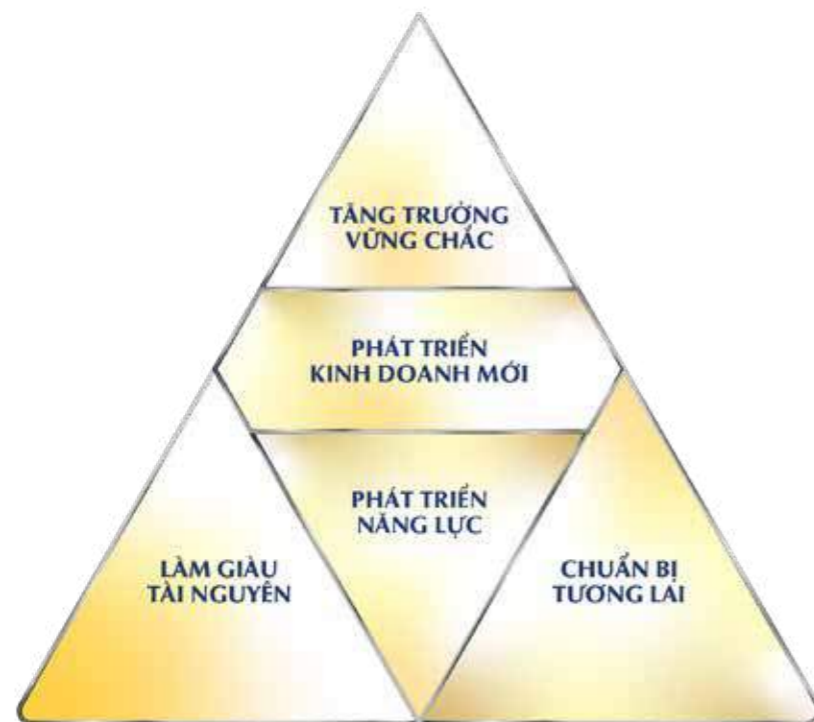 TĂNG TRƯỞNG
VỮNG CHẮC
PHÁT TRIỂN
KINH DOANH MỚI
PHÁT TRIỂN
NĂNG LỰC
LÀM GIÀU
TÀI NGUYÊN
CHUẨN BỊ
TƯƠNG LAI